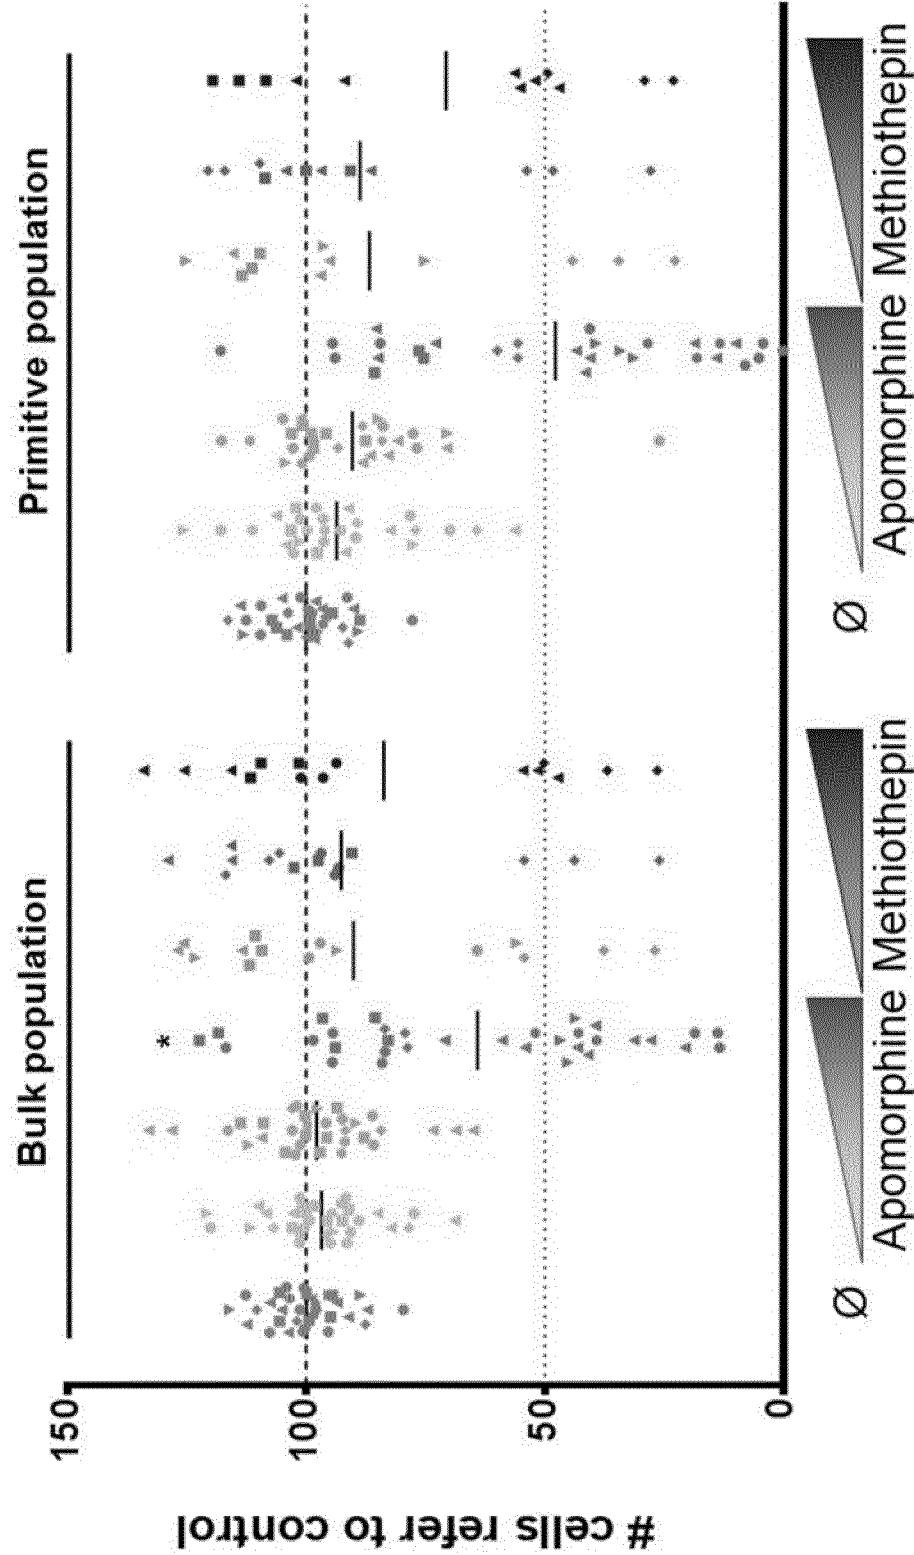 # cells refer to control
150
100
50
0
Bulk population
Primitive population
*
Ø
Apomorphine
Methiothepin
Ø
Apomorphine
Methiothepin